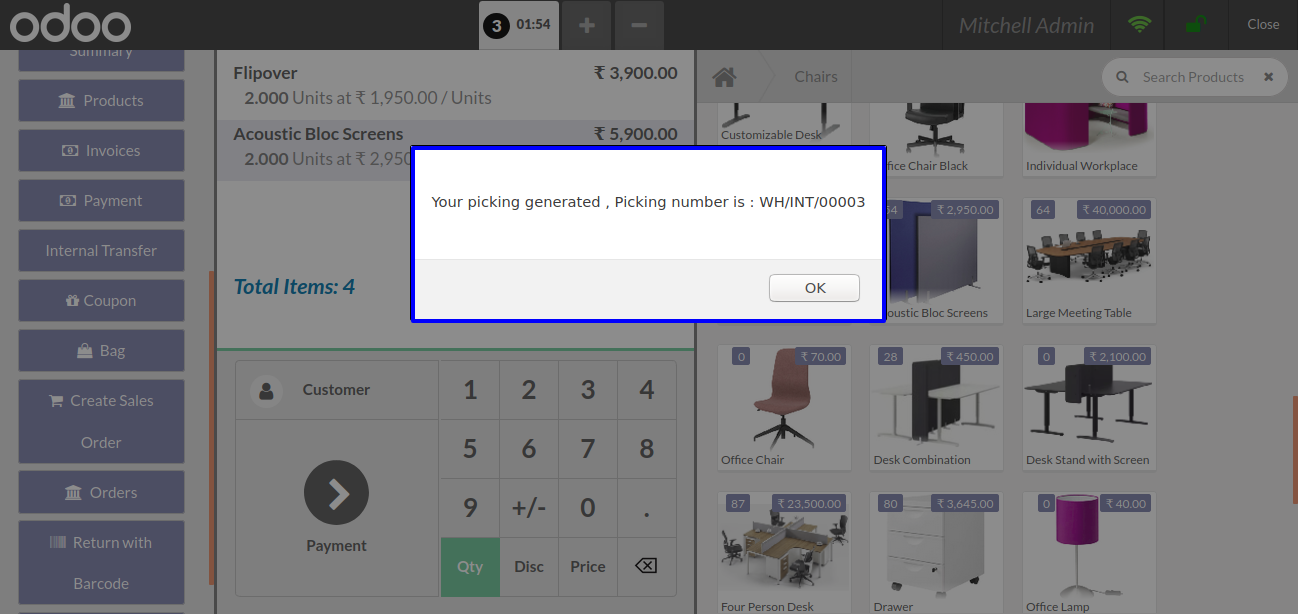 odoo
3 01:54 + −
Mitchell Admin
Close
Summary
Products
Invoices
Payment
Internal Transfer
Coupon
Bag
Create Sales
Order
Orders
Return with
Barcode
Flipover ₹ 3,900.00
2.000 Units at ₹ 1,950.00 / Units
Acoustic Bloc Screens ₹ 5,900.00
2.000 Units at ₹ 2,950
Total Items: 4
Customer
Payment
1 2 3 4
5 6 7 8
9 +/- 0 .
Qty Disc Price
Your picking generated , Picking number is : WH/INT/00003
OK
Chairs
Search Products
Customizable Desk
fice Chair Black
Individual Workplace
54 ₹ 2,950.00
oustic Bloc Screens
64 ₹ 40,000.00
Large Meeting Table
0 ₹ 70.00
Office Chair
28 ₹ 450.00
Desk Combination
0 ₹ 2,100.00
Desk Stand with Screen
87 ₹ 23,500.00
Four Person Desk
80 ₹ 3,645.00
Drawer
0 ₹ 40.00
Office Lamp